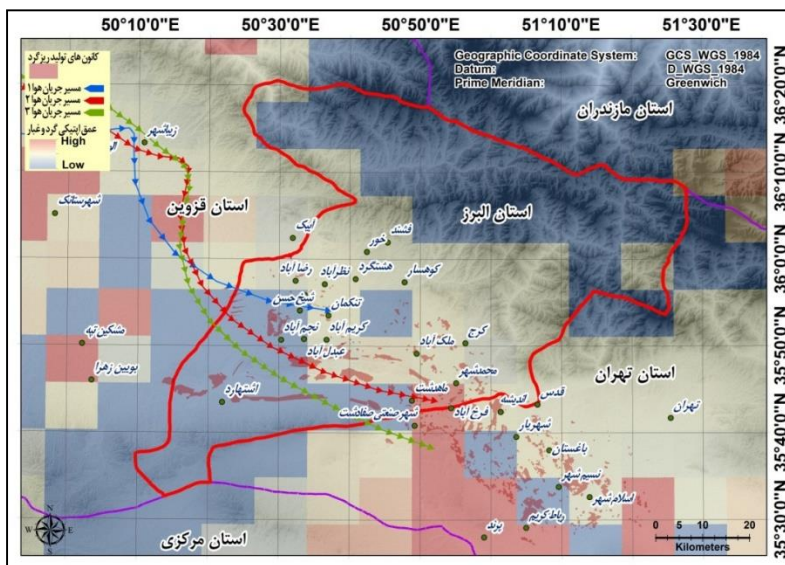 50°10'0"E 50°30'0"E 50°50'0"E 51°10'0"E 51°30'0"E
کانون های تولید ریزگرد
مسیر جریان هوا ۱
مسیر جریان هوا ۲
مسیر جریان هوا ۳
عمق اپتیکی گرد و غبار
High
Low
Geographic Coordinate System: GCS_WGS_1984
Datum: D_WGS_1984
Prime Meridian: Greenwich
36°20'0"N
36°10'0"N
36°0'0"N
35°50'0"N
35°40'0"N
35°30'0"N
استان مازندران
زیباشهر
استان قزوین
استان البرز
شهرستانک
آبیک
فشند
خور
رضا آباد
نظرآباد
هشتگرد
کوهسار
شیخ حسن
تنکمان
مشکین تپه
نجم آباد
کریم آباد
عبدل آباد
ملک آباد
کرج
استان تهران
بویین زهرا
اشتهارد
محمدشهر
ماهدشت
شهر صنعتی صفادشت
فرخ آباد
اندیشه
قدس
تهران
شهریار
باغستان
نسیم شهر
اسلام شهر
رباط کریم
پرند
استان مرکزی
N
W E
S
0 5 10 20
Kilometers